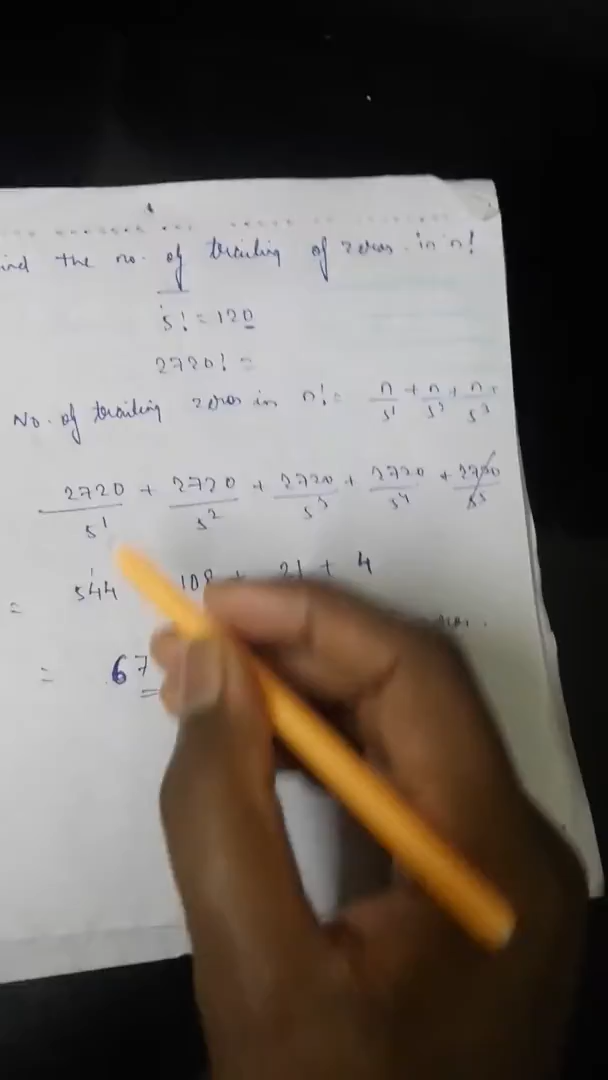 the no. of trailing of zeros in n!
5! = 120
2720! =
No. of trailing zeros in n! = n/5¹ + n/5² + n/5³
2720/5¹ + 2720/5² + 2720/5³ + 2720/5⁴ + 2720/5⁵
= 544 108 + 21 + 4
= 67